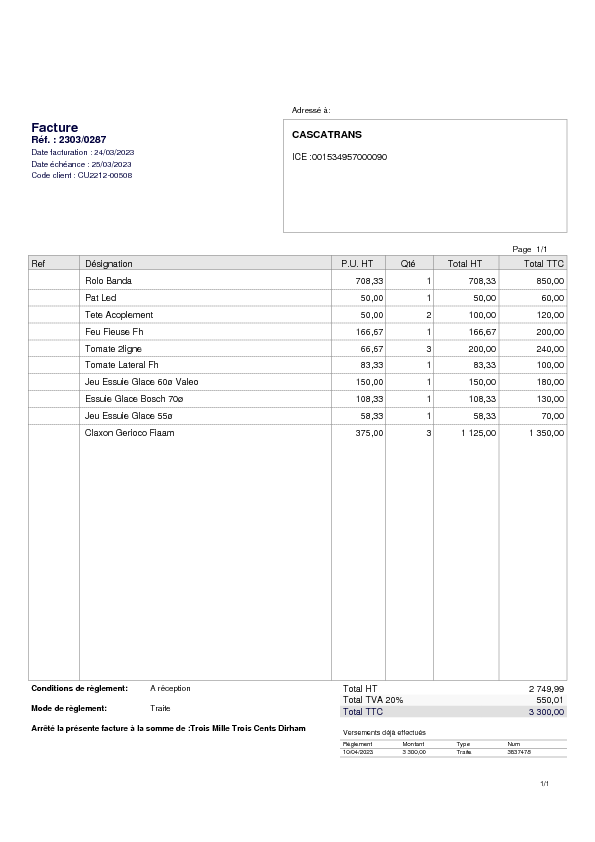 Adressé à:
Facture
Réf. : 2303/0287
Date facturation : 24/03/2023
Date échéance : 25/03/2023
Code client : CU2212-00508
CASCATRANS
ICE :001534957000090
Page 1/1
Ref Désignation P.U. HT Qté Total HT Total TTC
Rolo Banda 708,33 1 708,33 850,00
Pat Led 50,00 1 50,00 60,00
Tete Acoplement 50,00 2 100,00 120,00
Feu Fieuse Fh 166,67 1 166,67 200,00
Tomate 2ligne 66,67 3 200,00 240,00
Tomate Lateral Fh 83,33 1 83,33 100,00
Jeu Essuie Glace 60ø Valeo 150,00 1 150,00 180,00
Essuie Glace Bosch 70ø 108,33 1 108,33 130,00
Jeu Essuie Glace 55ø 58,33 1 58,33 70,00
Claxon Gerioco Flaam 375,00 3 1 125,00 1 350,00
Conditions de règlement: A réception
Mode de règlement: Traite
Arrêté la présente facture à la somme de :Trois Mille Trois Cents Dirham
Total HT 2 749,99
Total TVA 20% 550,01
Total TTC 3 300,00
Versements déjà effectués
Règlement Montant Type Num
10/04/2023 3 300,00 Traite 3837478
1/1